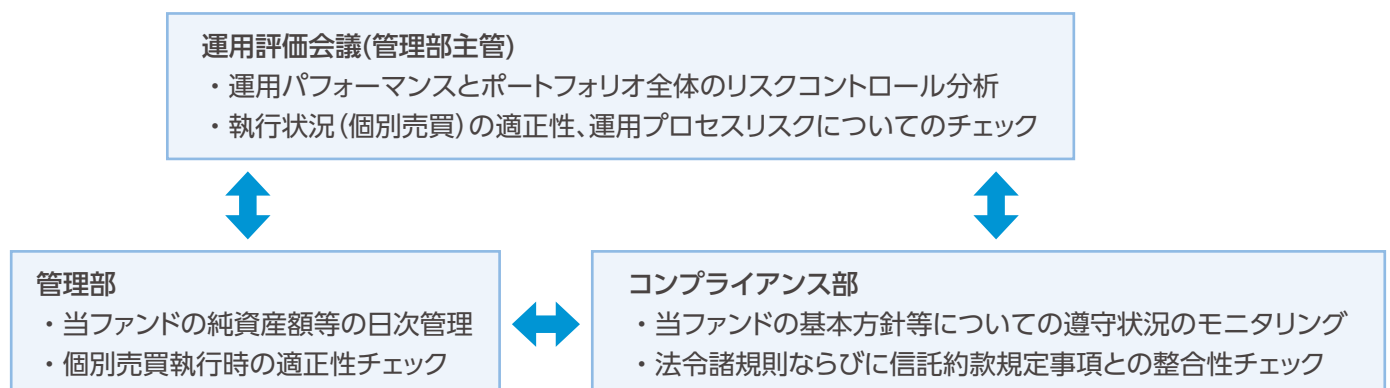 運用評価会議(管理部主管)
・運用パフォーマンスとポートフォリオ全体のリスクコントロール分析
・執行状況(個別売買)の適正性、運用プロセスリスクについてのチェック
管理部
・当ファンドの純資産額等の日次管理
・個別売買執行時の適正性チェック
コンプライアンス部
・当ファンドの基本方針等についての遵守状況のモニタリング
・法令諸規則ならびに信託約款規定事項との整合性チェック